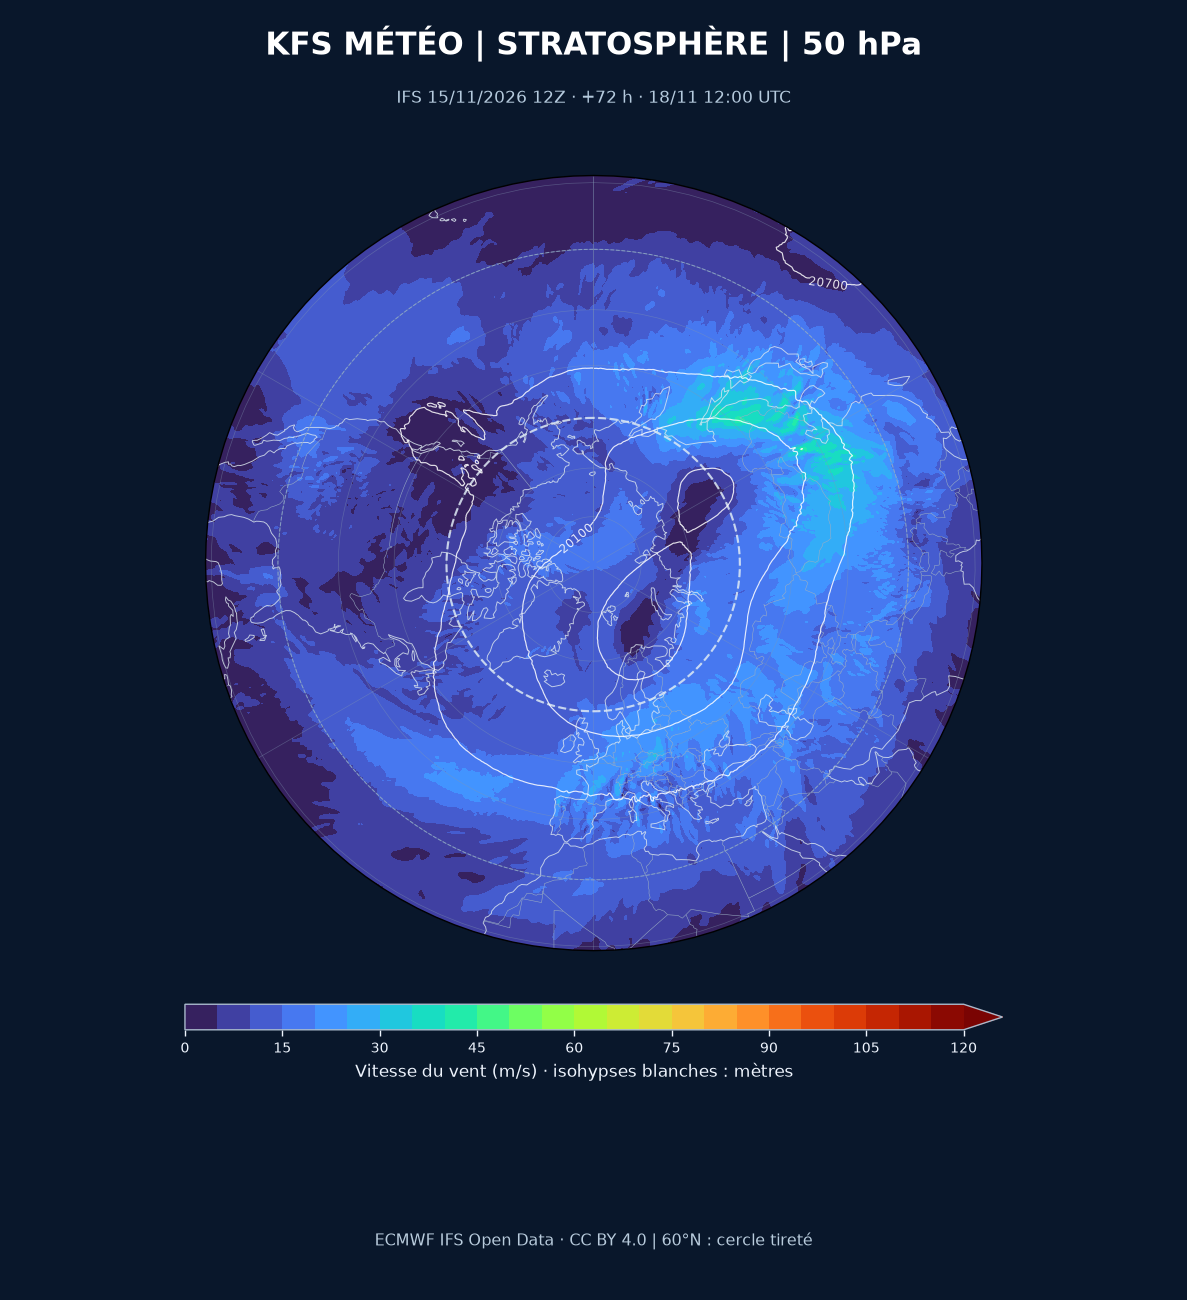 KFS MÉTÉO | STRATOSPHÈRE | 50 hPa
IFS 15/11/2026 12Z · +72 h · 18/11 12:00 UTC
20700
20100
0 15 30 45 60 75 90 105 120
Vitesse du vent (m/s) · isohypses blanches : mètres
ECMWF IFS Open Data · CC BY 4.0 | 60°N : cercle tireté